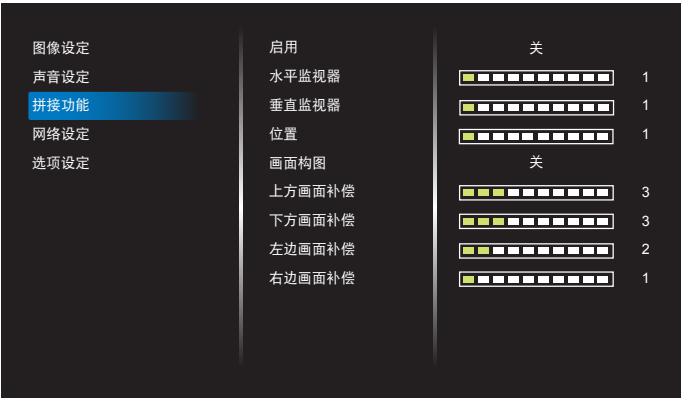 图像设定
声音设定
拼接功能
网络设定
选项设定
启用 关
水平监视器 1
垂直监视器 1
位置 1
画面构图 关
上方画面补偿 3
下方画面补偿 3
左边画面补偿 2
右边画面补偿 1